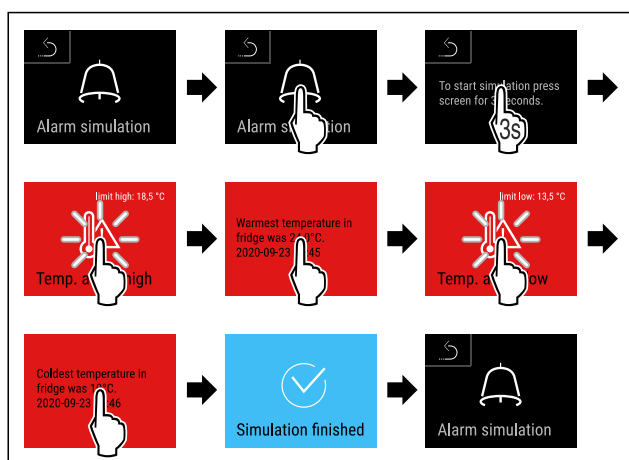 Alarm simulation
Alarm
To start simulation press
screen for 3 seconds.
3s
limit high: 18,5 °C
Temp. high
Warmest temperature in
fridge was
2020-09-23 45
limit low: 13,5 °C
Temp.
Coldest temperature in
fridge was
2020-09-23 46
Simulation finished
Alarm simulation